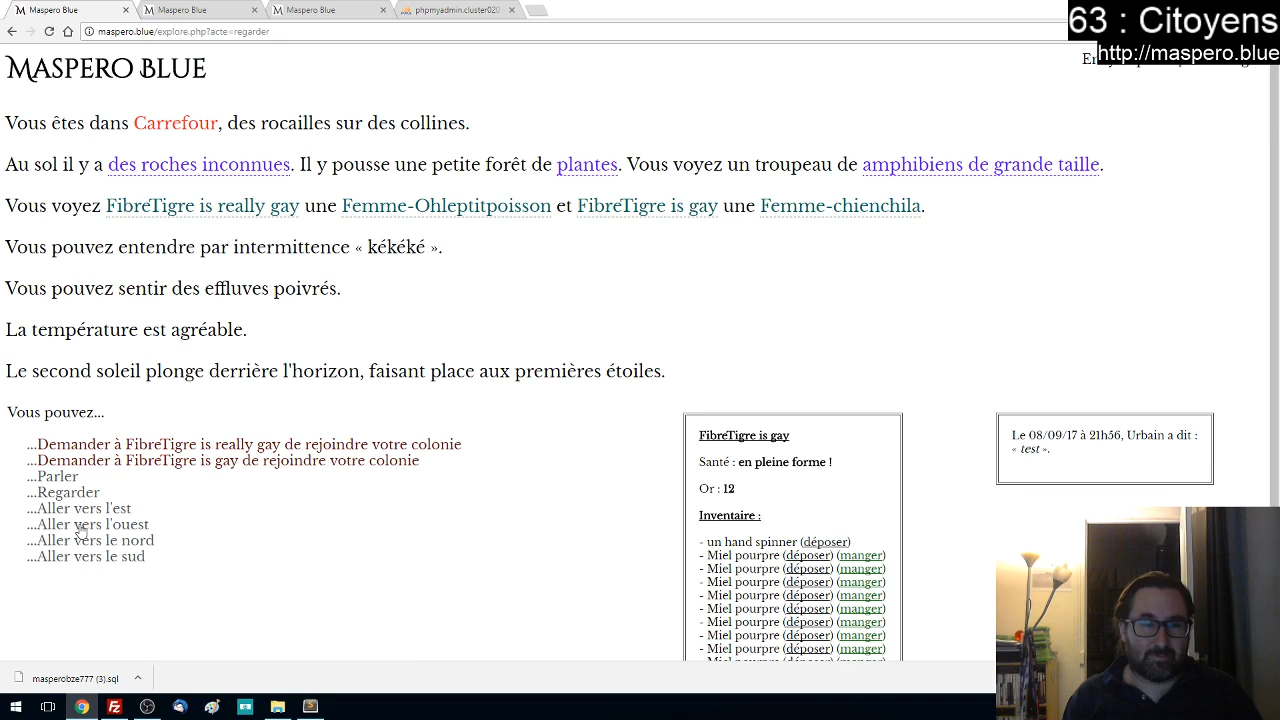 Maspero Blue
Maspero Blue
Maspero Blue
phpmyadmin.cluster020
maspero.blue/explore.php?acte=regarder
63 : Citoyens
http://maspero.blue
Maspero Blue
Vous êtes dans Carrefour, des rocailles sur des collines.
Au sol il y a des roches inconnues. Il y pousse une petite forêt de plantes. Vous voyez un troupeau de amphibiens de grande taille.
Vous voyez FibreTigre is really gay une Femme-Ohleptitpoisson et FibreTigre is gay une Femme-chienchila.
Vous pouvez entendre par intermittence « kékéké ».
Vous pouvez sentir des effluves poivrés.
La température est agréable.
Le second soleil plonge derrière l'horizon, faisant place aux premières étoiles.
Vous pouvez...
...Demander à FibreTigre is really gay de rejoindre votre colonie
...Demander à FibreTigre is gay de rejoindre votre colonie
...Parler
...Regarder
...Aller vers l'est
...Aller vers l'ouest
...Aller vers le nord
...Aller vers le sud
FibreTigre is gay
Santé : en pleine forme !
Or : 12
Inventaire :
- un hand spinner (déposer)
- Miel pourpre (déposer) (manger)
- Miel pourpre (déposer) (manger)
- Miel pourpre (déposer) (manger)
- Miel pourpre (déposer) (manger)
- Miel pourpre (déposer) (manger)
- Miel pourpre (déposer) (manger)
- Miel pourpre (déposer) (manger)
- Miel pourpre (déposer) (manger)
Le 08/09/17 à 21h56, Urbain a dit :
« test ».
masperobze777 (3).sql